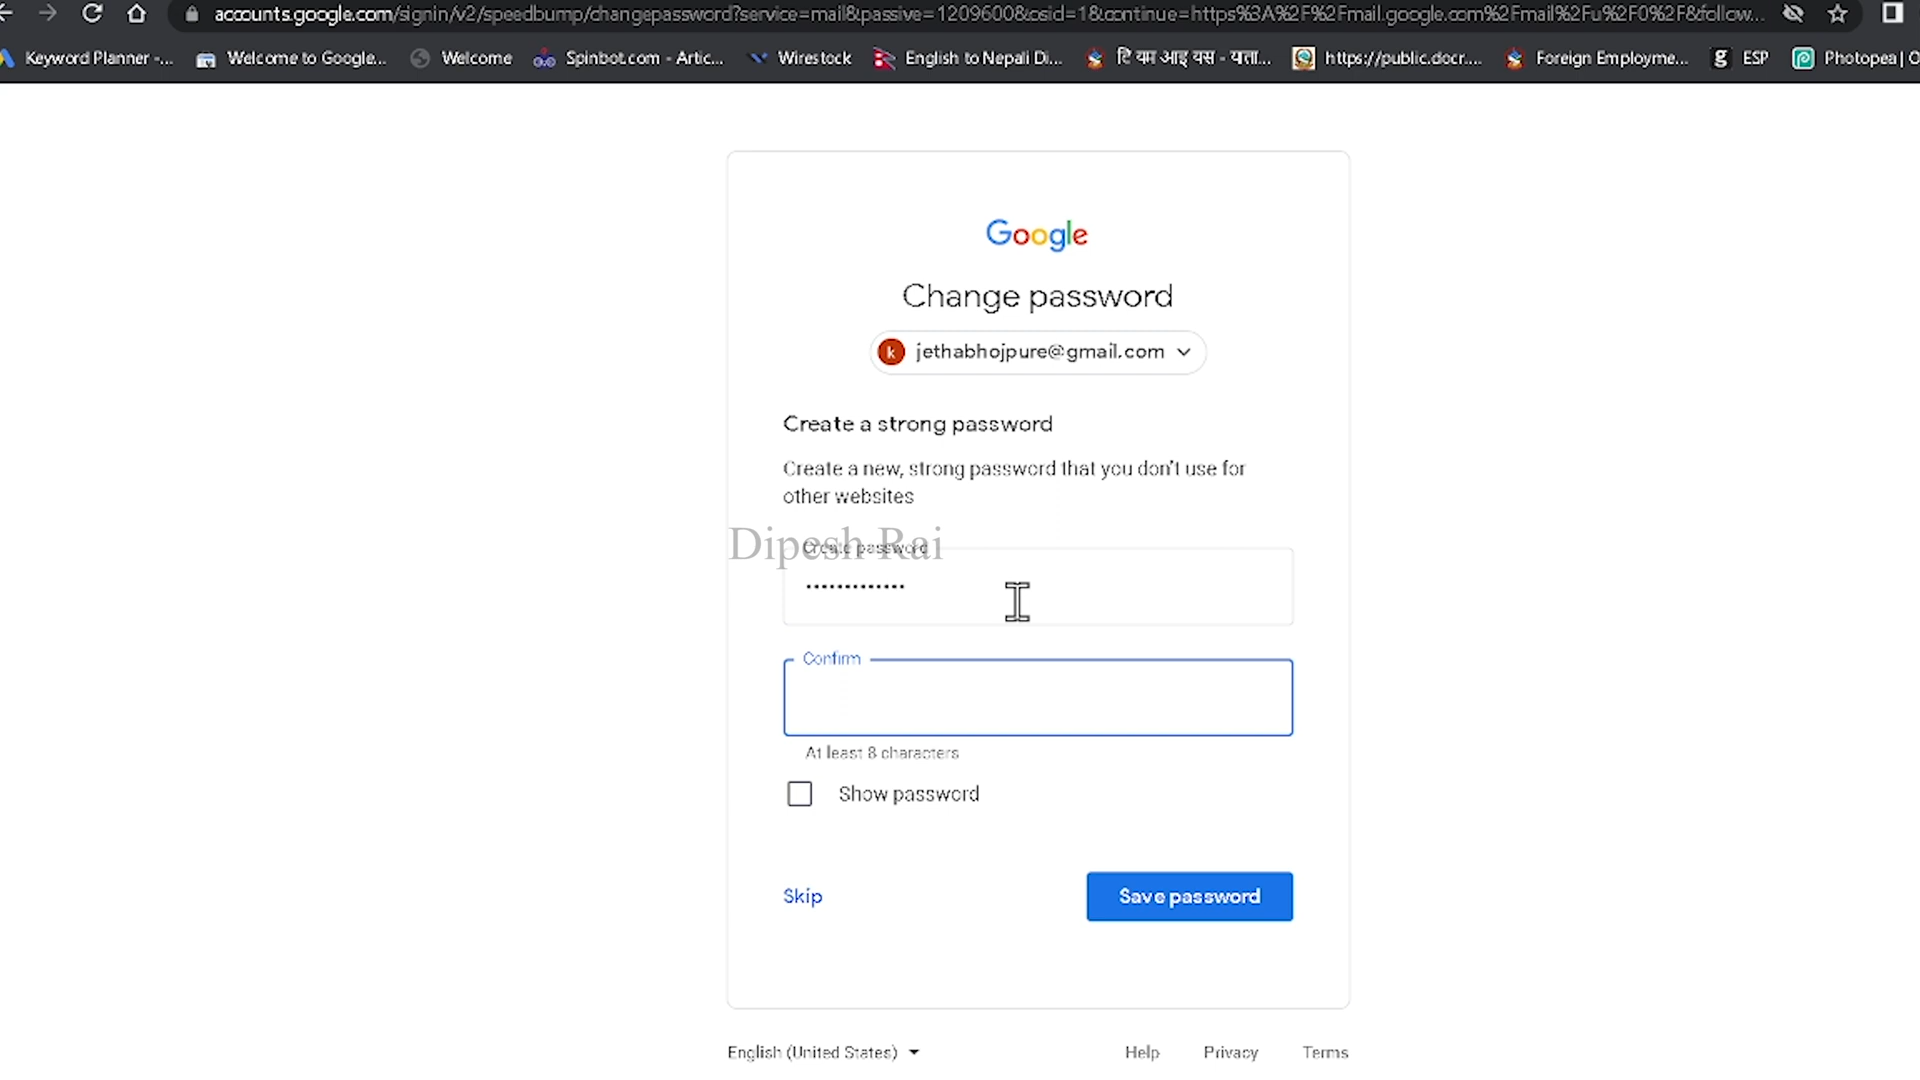 accounts.google.com/signin/v2/speedbump/changepassword?service=mail&passive=1209600&osid=1&continue=https%3A%2F%2Fmail.google.com%2Fmail%2Fu%2F0%2F&follow...
Keyword Planner -... Welcome to Google... Welcome Spinbot.com - Artic... Wirestock English to Nepali Di... टि यम आइ यस - याता... https://public.docr.... Foreign Employme... g ESP Photopea | O
Google
Change password
k jethabhojpure@gmail.com
Create a strong password
Create a new, strong password that you don't use for
other websites
Dipesh Rai
Create password
•••••••••••••
Confirm
At least 8 characters
Show password
Skip Save password
English (United States) Help Privacy Terms